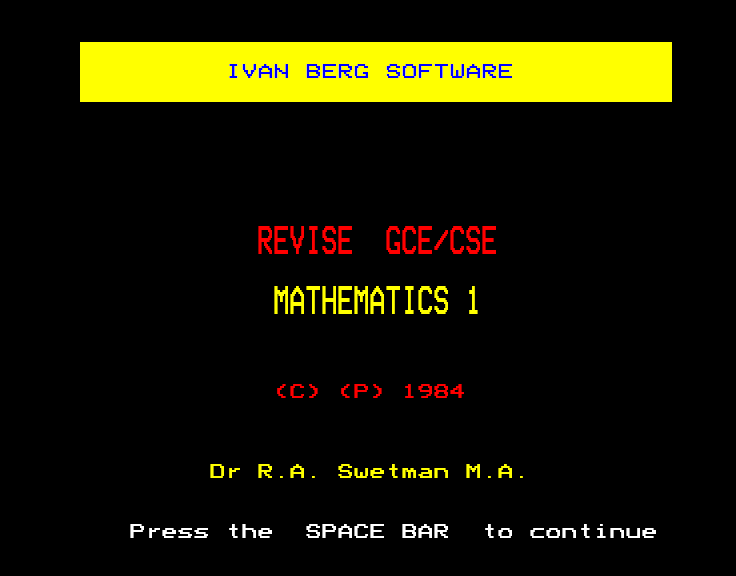 IVAN BERG SOFTWARE
REVISE  GCE/CSE
MATHEMATICS 1
(C) (P) 1984
Dr R.A. Swetman M.A.
Press the  SPACE BAR  to continue